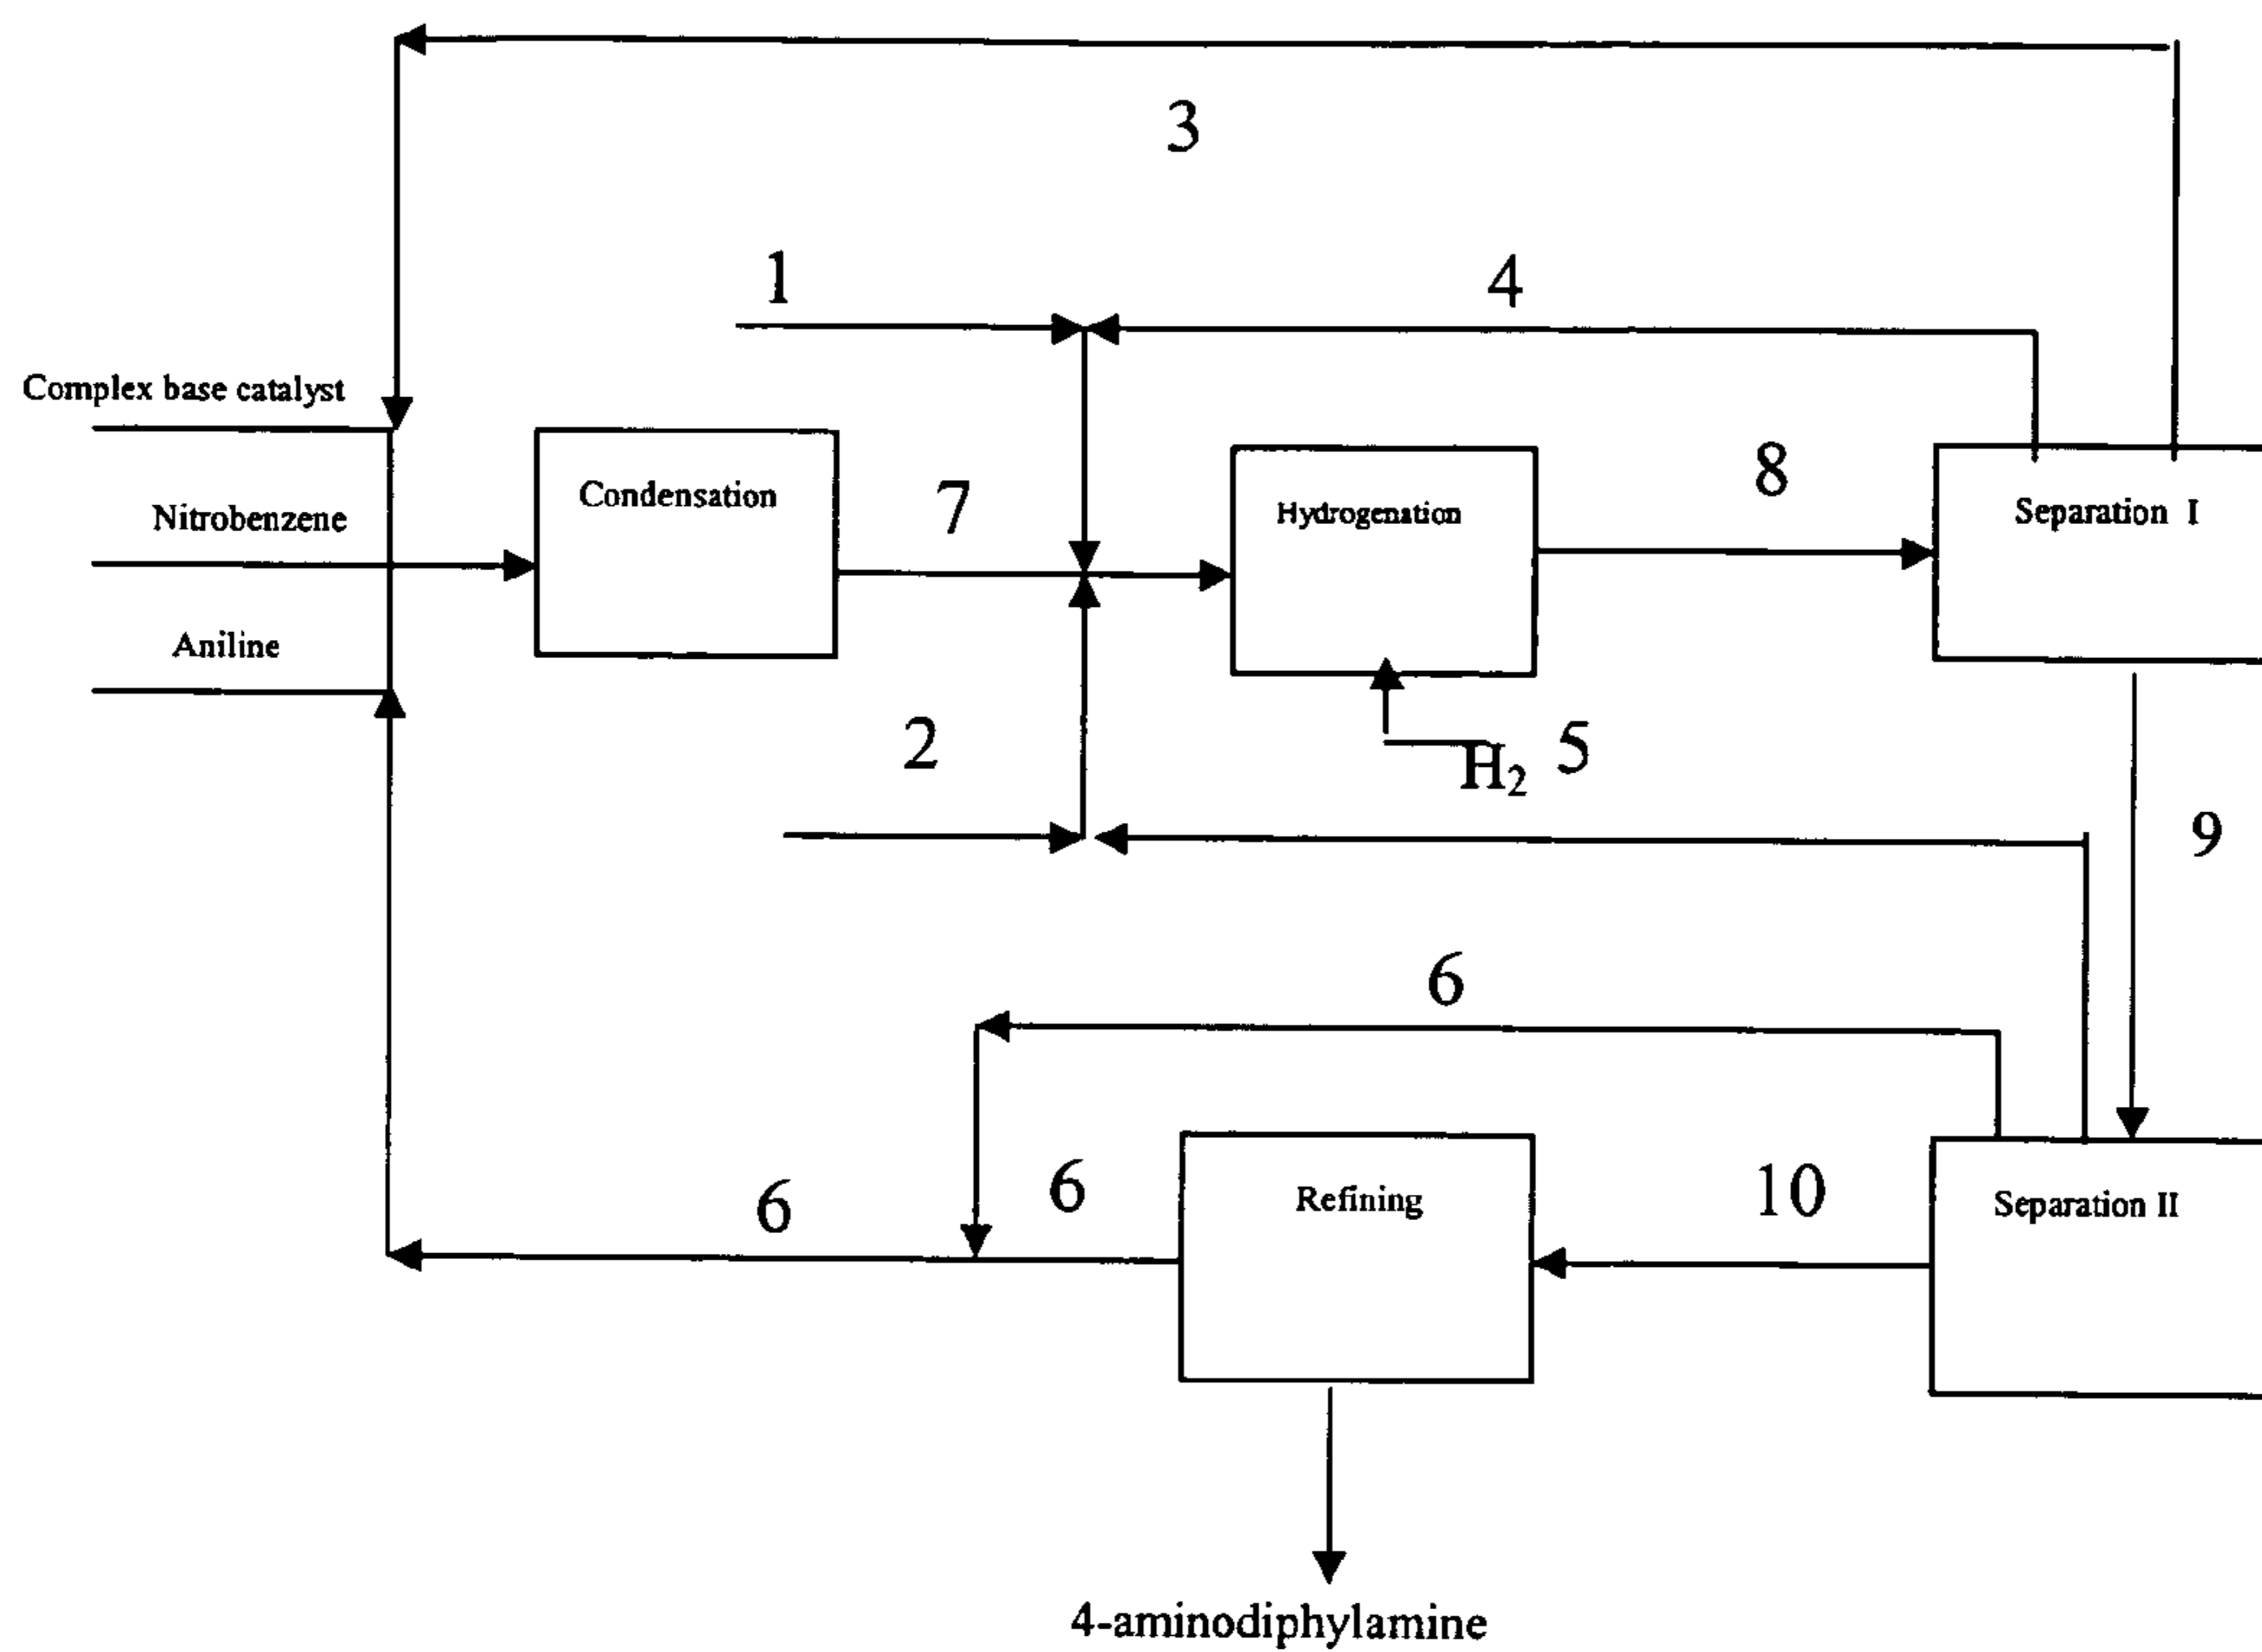 3
1
4
Complex base catalyst
Condensation
7
8
Nitrobenzene
Hydrogenation
Separation I
Aniline
2
H₂ 5
9
6
6
6
Refining
10
Separation II
4-aminodiphylamine